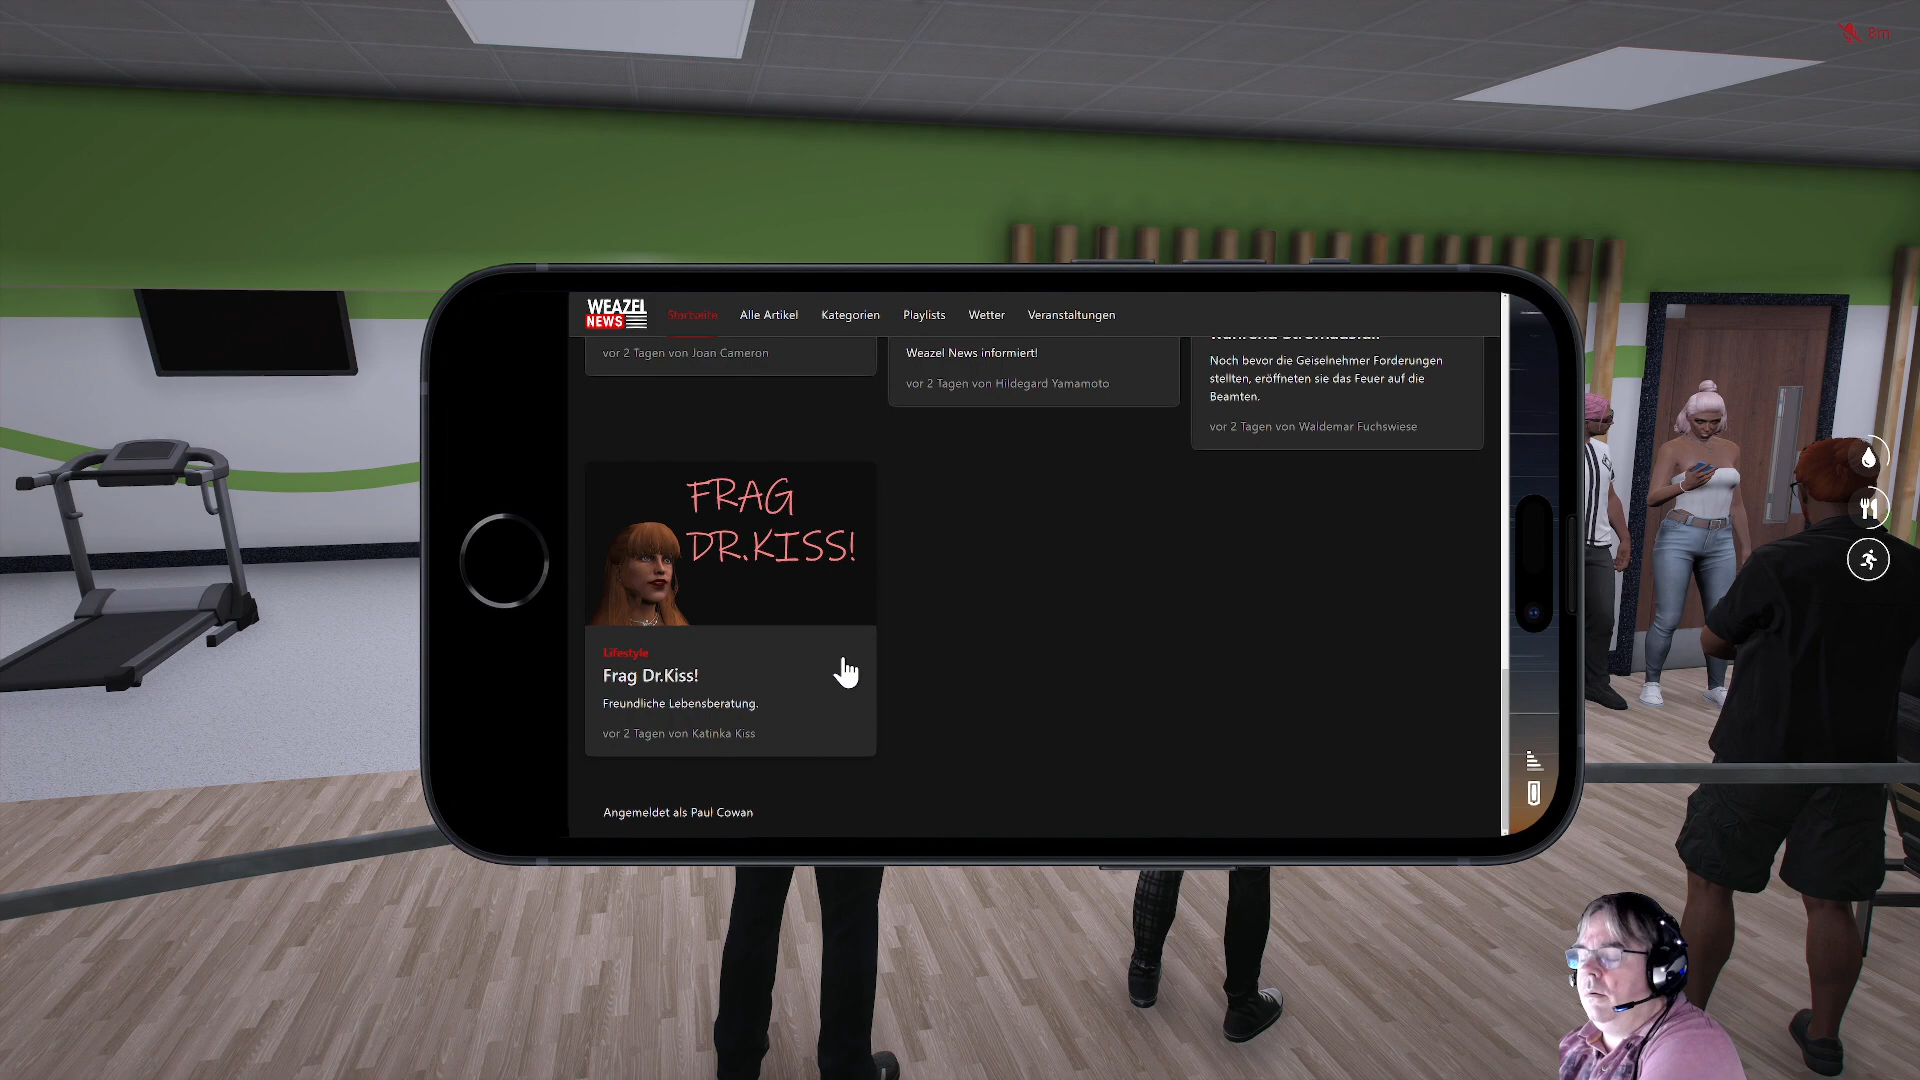 8m
WEAZEL
NEWS
Startseite Alle Artikel Kategorien Playlists Wetter Veranstaltungen
vor 2 Tagen von Joan Cameron
Weazel News informiert!
vor 2 Tagen von Hildegard Yamamoto
Noch bevor die Geiselnehmer Forderungen
stellten, eröffneten sie das Feuer auf die
Beamten.
vor 2 Tagen von Waldemar Fuchswiese
FRAG
DR.KISS!
Lifestyle
Frag Dr.Kiss!
Freundliche Lebensberatung.
vor 2 Tagen von Katinka Kiss
Angemeldet als Paul Cowan